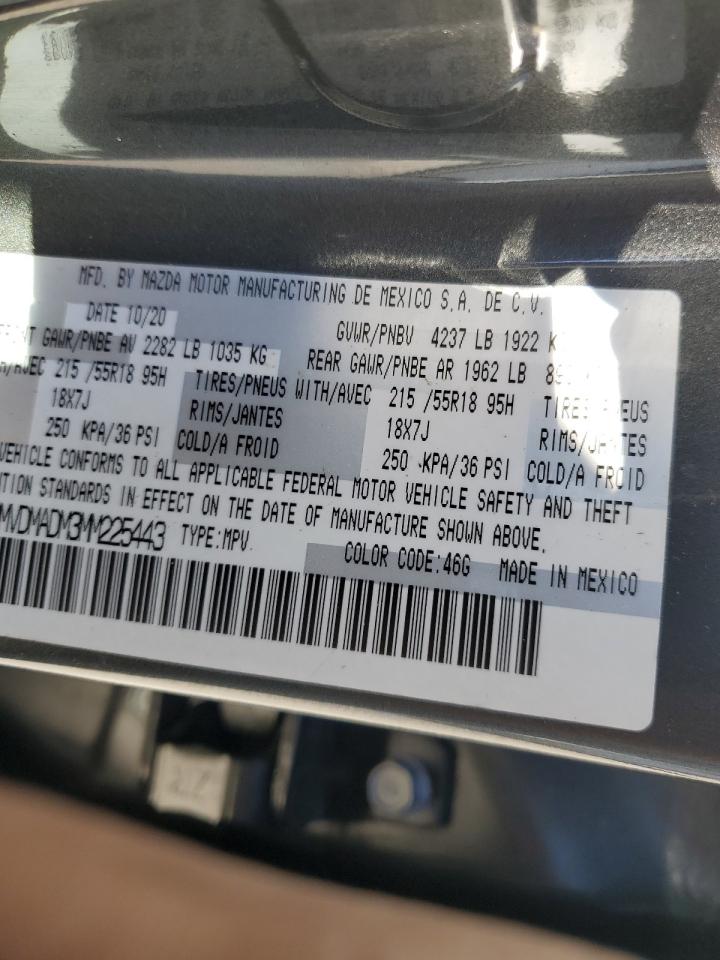 MFD. BY MAZDA MOTOR MANUFACTURING DE MEXICO S.A. DE C.V.
DATE 10/20 GVWR/PNBV 4237 LB 1922
GAWR/PNBE AV 2282 LB 1035 KG REAR GAWR/PNBE AR 1962 LB
/AVEC 215 /55R18 95H TIRES/PNEUS WITH/AVEC 215 /55R18 95H TIRES/PNEUS
18X7J RIMS/JANTES 18X7J RIMS/JANTES
250 KPA/36 PSI COLD/A FROID 250 KPA/36 PSI COLD/A FROID
VEHICLE CONFORMS TO ALL APPLICABLE FEDERAL MOTOR VEHICLE SAFETY AND THEFT
STANDARDS IN EFFECT ON THE DATE OF MANUFACTURE SHOWN ABOVE.
MVDMADM3MM225443 TYPE:MPV COLOR CODE:46G MADE IN MEXICO